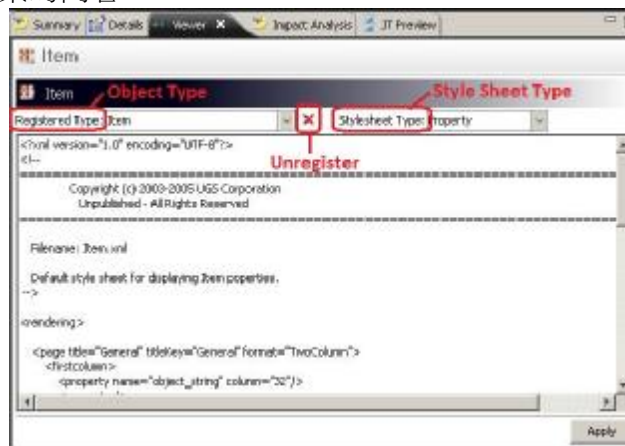 Summary Details Viewer Impact Analysis JT Preview
Item
Item Object Type Style Sheet Type
Registered Type: Item Stylesheet Type: Property
<?xml version="1.0" encoding="UTF-8"?>
<!--
Unregister
Copyright (c) 2003-2005 UGS Corporation
Unpublished - All Rights Reserved
Filename: Item.xml
Default style sheet for displaying Item poperties.
-->
<rendering>
<page title="General" titleKey="General" format="TwoColumn">
<firstcolumn>
<property name="object_string" column="32"/>
Apply